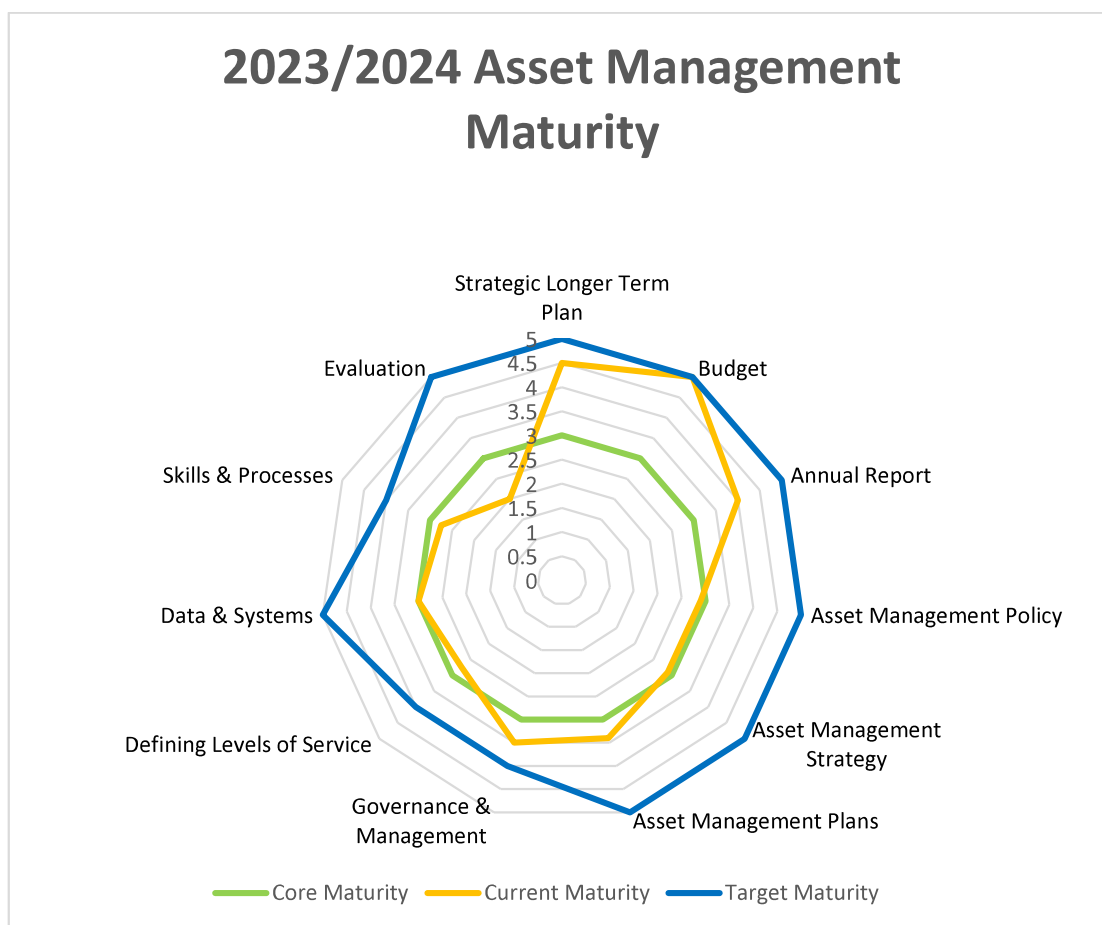 2023/2024 Asset Management
Maturity
Strategic Longer Term
Plan
Budget
Annual Report
Asset Management Policy
Asset Management
Strategy
Asset Management Plans
Governance &
Management
Defining Levels of Service
Data & Systems
Skills & Processes
Evaluation
5
4.5
4
3.5
3
2.5
2
1.5
1
0.5
0
Core Maturity
Current Maturity
Target Maturity